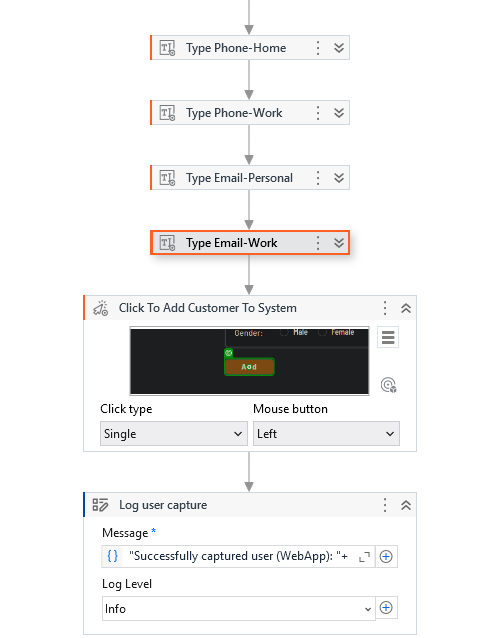 Type Phone-Home
Type Phone-Work
Type Email-Personal
Type Email-Work
Click To Add Customer To System
Gender: Male Female
Add
Click type Mouse button
Single Left
Log user capture
Message *
{} "Successfully captured user (WebApp): "+
Log Level
Info